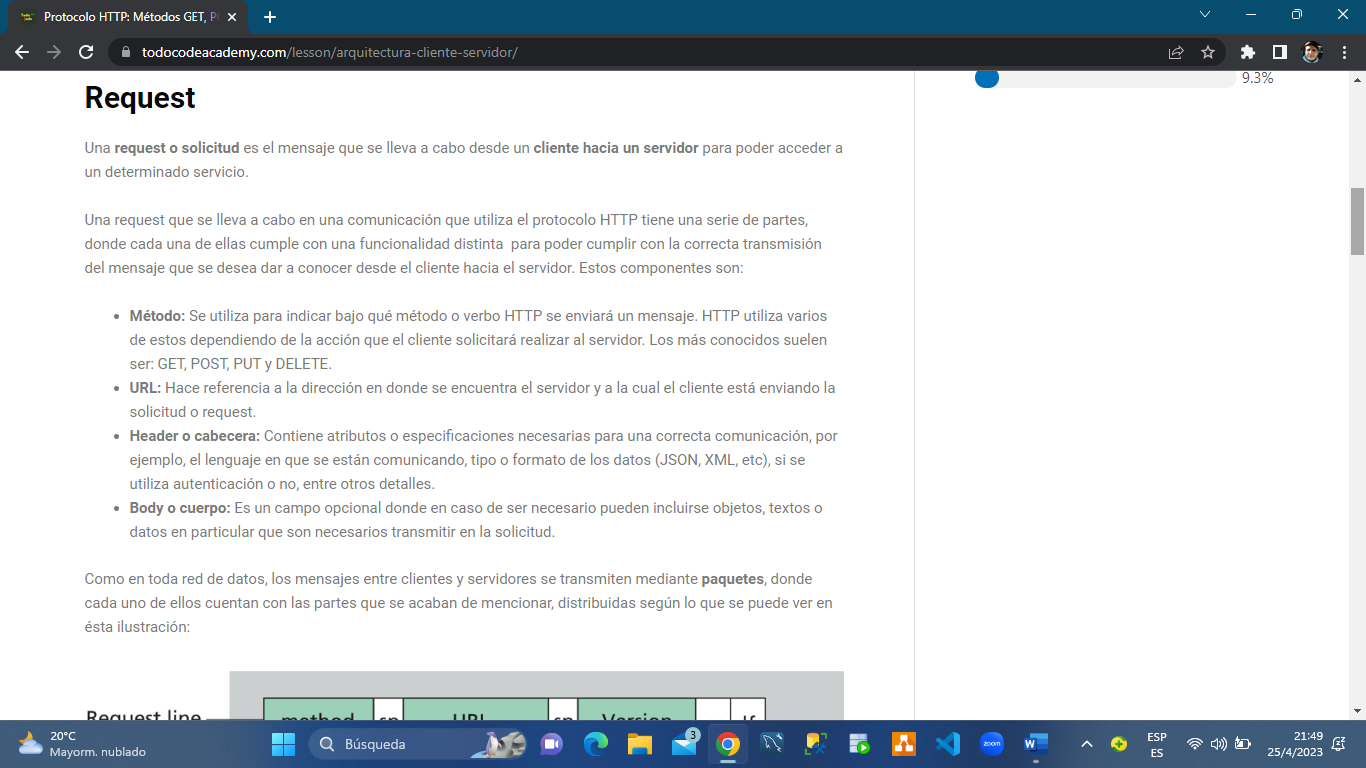 Protocolo HTTP: Métodos GET, P
todocodeacademy.com/lesson/arquitectura-cliente-servidor/
9.3%
Request
Una request o solicitud es el mensaje que se lleva a cabo desde un cliente hacia un servidor para poder acceder a
un determinado servicio.
Una request que se lleva a cabo en una comunicación que utiliza el protocolo HTTP tiene una serie de partes,
donde cada una de ellas cumple con una funcionalidad distinta para poder cumplir con la correcta transmisión
del mensaje que se desea dar a conocer desde el cliente hacia el servidor. Estos componentes son:
• Método: Se utiliza para indicar bajo qué método o verbo HTTP se enviará un mensaje. HTTP utiliza varios
de estos dependiendo de la acción que el cliente solicitará realizar al servidor. Los más conocidos suelen
ser: GET, POST, PUT y DELETE.
• URL: Hace referencia a la dirección en donde se encuentra el servidor y a la cual el cliente está enviando la
solicitud o request.
• Header o cabecera: Contiene atributos o especificaciones necesarias para una correcta comunicación, por
ejemplo, el lenguaje en que se están comunicando, tipo o formato de los datos (JSON, XML, etc), si se
utiliza autenticación o no, entre otros detalles.
• Body o cuerpo: Es un campo opcional donde en caso de ser necesario pueden incluirse objetos, textos o
datos en particular que son necesarios transmitir en la solicitud.
Como en toda red de datos, los mensajes entre clientes y servidores se transmiten mediante paquetes, donde
cada uno de ellos cuentan con las partes que se acaban de mencionar, distribuidas según lo que se puede ver en
ésta ilustración:
Request line method sp URL sp Version lf
20°C
Mayorm. nublado
Búsqueda
3
zoom
ESP
ES
21:49
25/4/2023